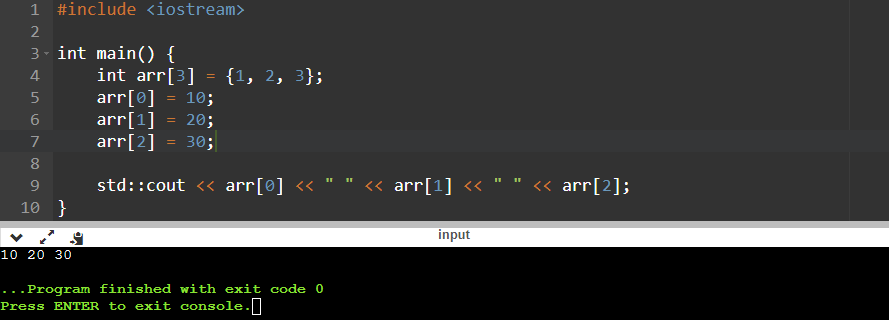 1 #include <iostream>
2
3 int main() {
4     int arr[3] = {1, 2, 3};
5     arr[0] = 10;
6     arr[1] = 20;
7     arr[2] = 30;
8
9     std::cout << arr[0] << " " << arr[1] << " " << arr[2];
10 }
input
10 20 30
...Program finished with exit code 0
Press ENTER to exit console.